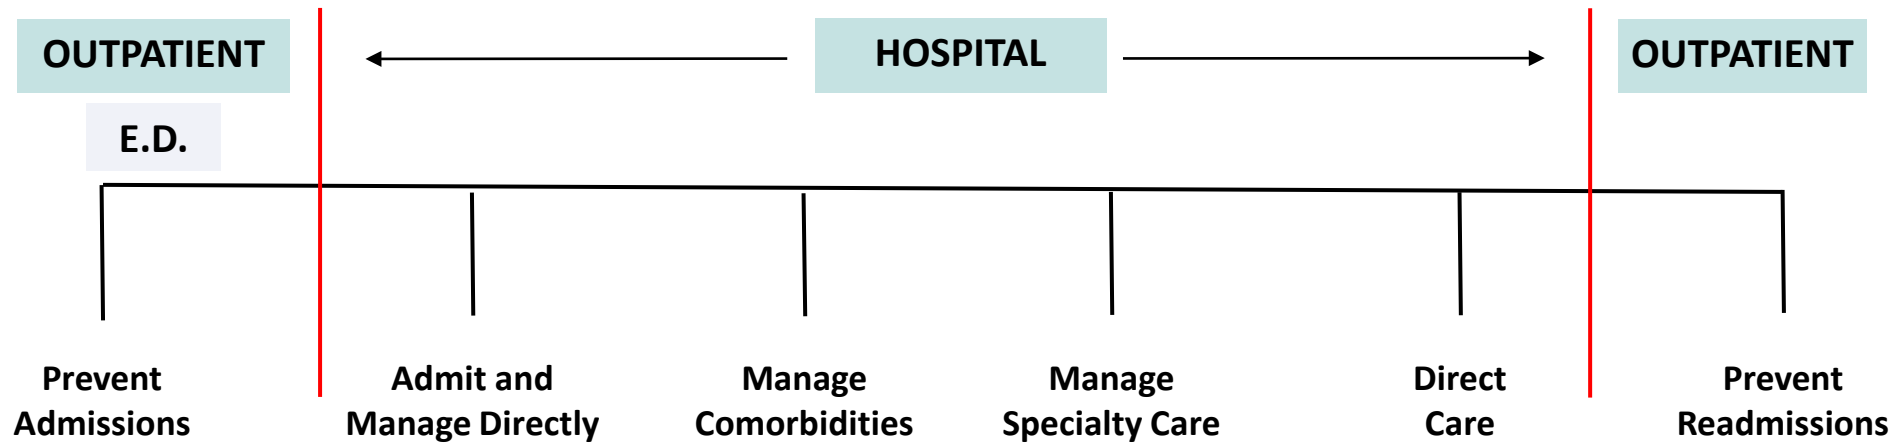 OUTPATIENT
HOSPITAL
OUTPATIENT
E.D.
Prevent
Admissions
Admit and
Manage Directly
Manage
Comorbidities
Manage
Specialty Care
Direct
Care
Prevent
Readmissions